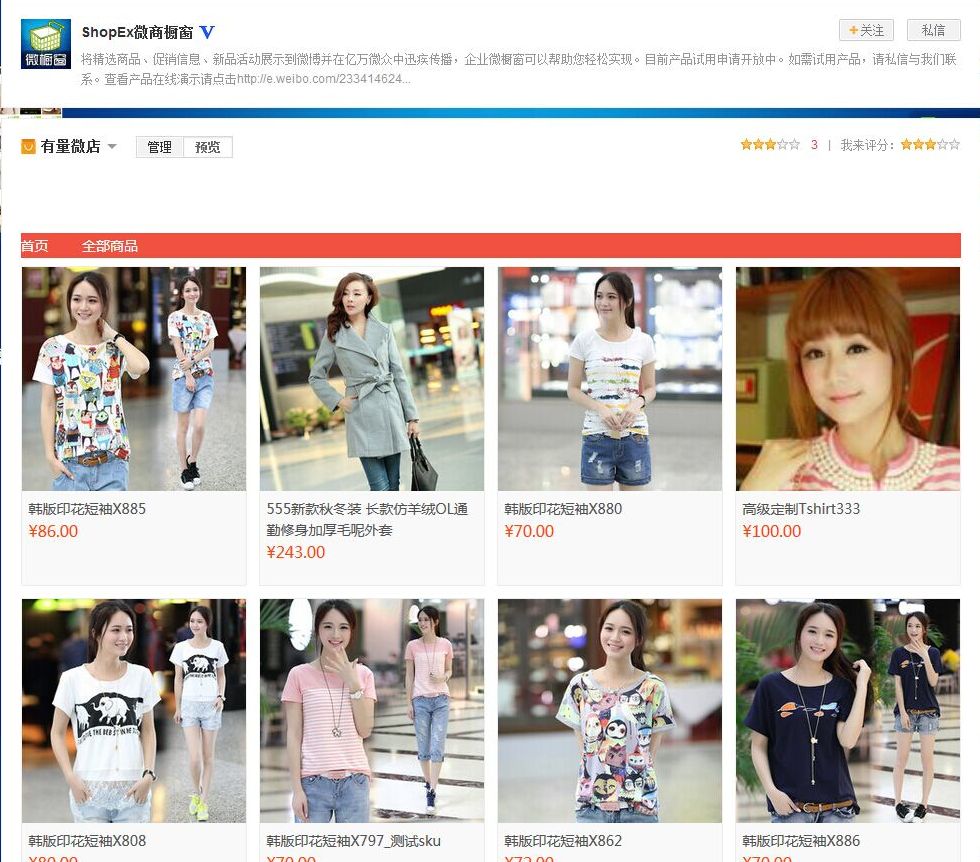 ShopEx微商橱窗
V
+关注
私信
微橱窗
将精选商品、促销信息、新品活动展示到微博并在亿万微众中迅疾传播，企业微橱窗可以帮助您轻松实现。目前产品试用申请开放中。如需试用产品，请私信与我们联
系。查看产品在线演示请点击http://e.weibo.com/233414624...
有量微店
管理
预览
3 | 我来评分：
首页
全部商品
韩版印花短袖X885
¥86.00
555新款秋冬装 长款仿羊绒OL通
勤修身加厚毛呢外套
¥243.00
韩版印花短袖X880
¥70.00
高级定制Tshirt333
¥100.00
韩版印花短袖X808
¥80.00
韩版印花短袖X797_测试sku
¥70.00
韩版印花短袖X862
¥72.00
韩版印花短袖X886
¥70.00